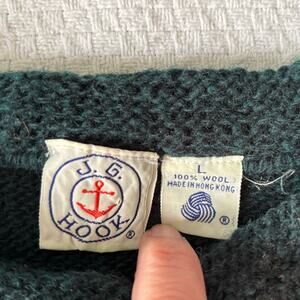 J. G.
HOOK
®
L
100% WOOL
MADE IN HONG KONG
®